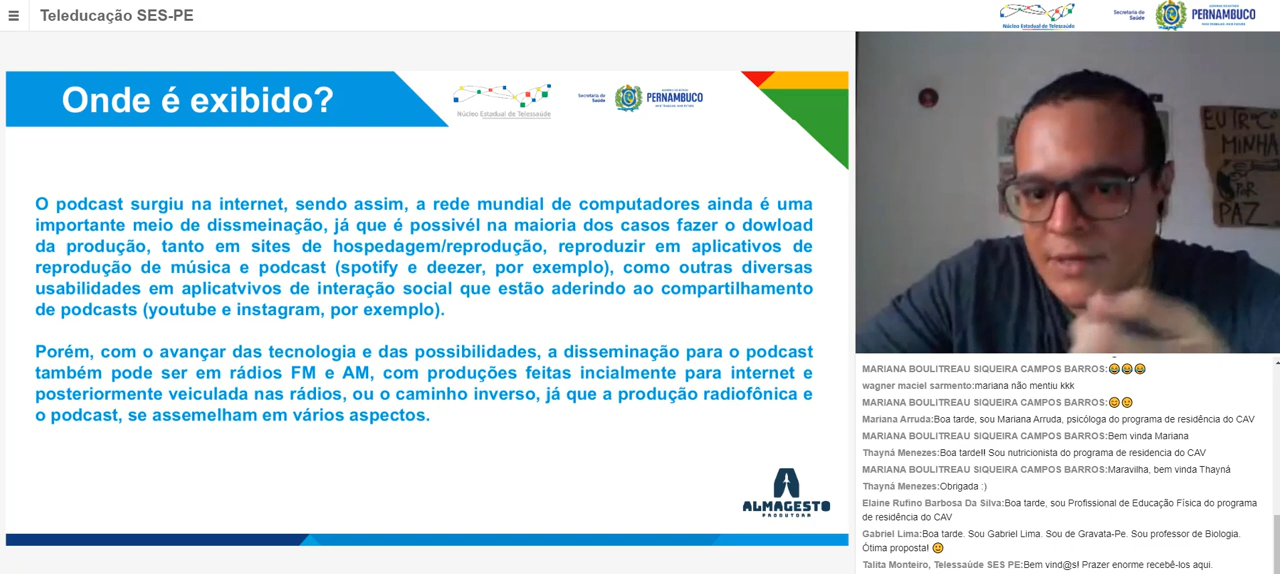 Teleducação SES-PE
Núcleo Estadual de Telessaúde
Secretaria de
Saúde
PERNAMBUCO
Onde é exibido?
Núcleo Estadual de Telessaúde
Secretaria de
Saúde
PERNAMBUCO
O podcast surgiu na internet, sendo assim, a rede mundial de computadores ainda é uma
importante meio de dissmeinação, já que é possivél na maioria dos casos fazer o dowload
da produção, tanto em sites de hospedagem/reprodução, reproduzir em aplicativos de
reprodução de música e podcast (spotify e deezer, por exemplo), como outras diversas
usabilidades em aplicatvivos de interação social que estão aderindo ao compartilhamento
de podcasts (youtube e instagram, por exemplo).
Porém, com o avançar das tecnologia e das possibilidades, a disseminação para o podcast
também pode ser em rádios FM e AM, com produções feitas incialmente para internet e
posteriormente veiculada nas rádios, ou o caminho inverso, já que a produção radiofônica e
o podcast, se assemelham em vários aspectos.
ALMAGESTO
PRODUTORA
EU TROCO
MINHA
POR
PAZ
MARIANA BOULITREAU SIQUEIRA CAMPOS BARROS:😂😂😂
wagner maciel sarmento:mariana não mentiu kkk
MARIANA BOULITREAU SIQUEIRA CAMPOS BARROS:😊😉
Mariana Arruda:Boa tarde, sou Mariana Arruda, psicóloga do programa de residência do CAV
MARIANA BOULITREAU SIQUEIRA CAMPOS BARROS:Bem vinda Mariana
Thayná Menezes:Boa tarde!! Sou nutricionista do programa de residencia do CAV
MARIANA BOULITREAU SIQUEIRA CAMPOS BARROS:Maravilha, bem vinda Thayná
Thayná Menezes:Obrigada :)
Elaine Rufino Barbosa Da Silva:Boa tarde, sou Profissional de Educação Física do programa
de residência do CAV
Gabriel Lima:Boa tarde. Sou Gabriel Lima. Sou de Gravata-Pe. Sou professor de Biologia.
Ótima proposta! 🙂
Talita Monteiro, Telessaúde SES PE:Bem vind@s! Prazer enorme recebê-los aqui.